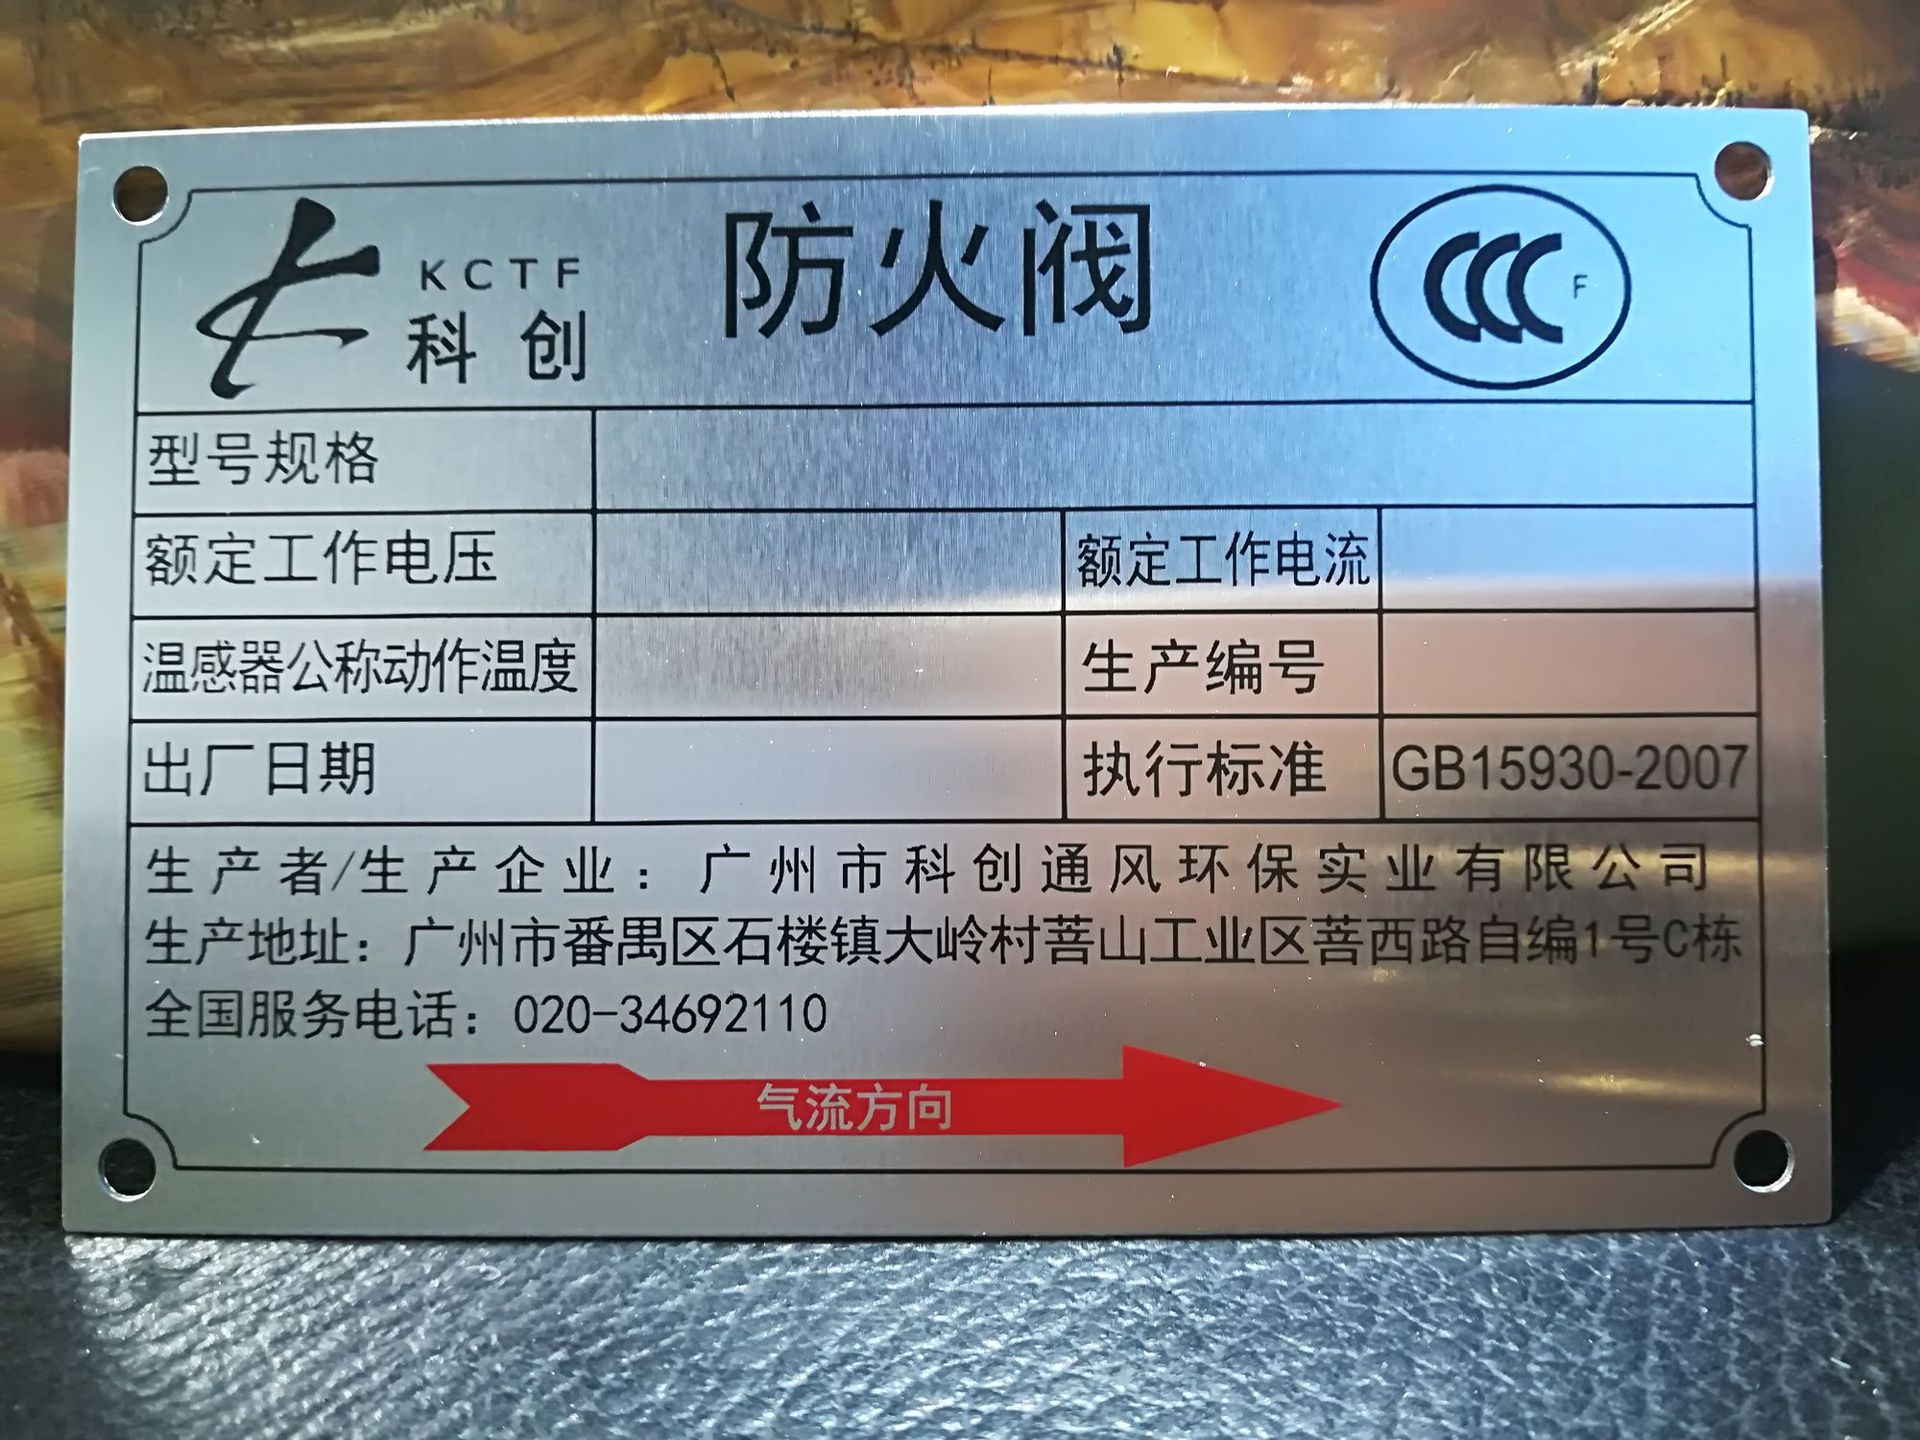 KCTF
科创
防火阀
CCC F
型号规格
额定工作电压 额定工作电流
温感器公称动作温度 生产编号
出厂日期 执行标准 GB15930-2007
生产者/生产企业：广州市科创通风环保实业有限公司
生产地址：广州市番禺区石楼镇大岭村菩山工业区菩西路自编1号C栋
全国服务电话：020-34692110
气流方向